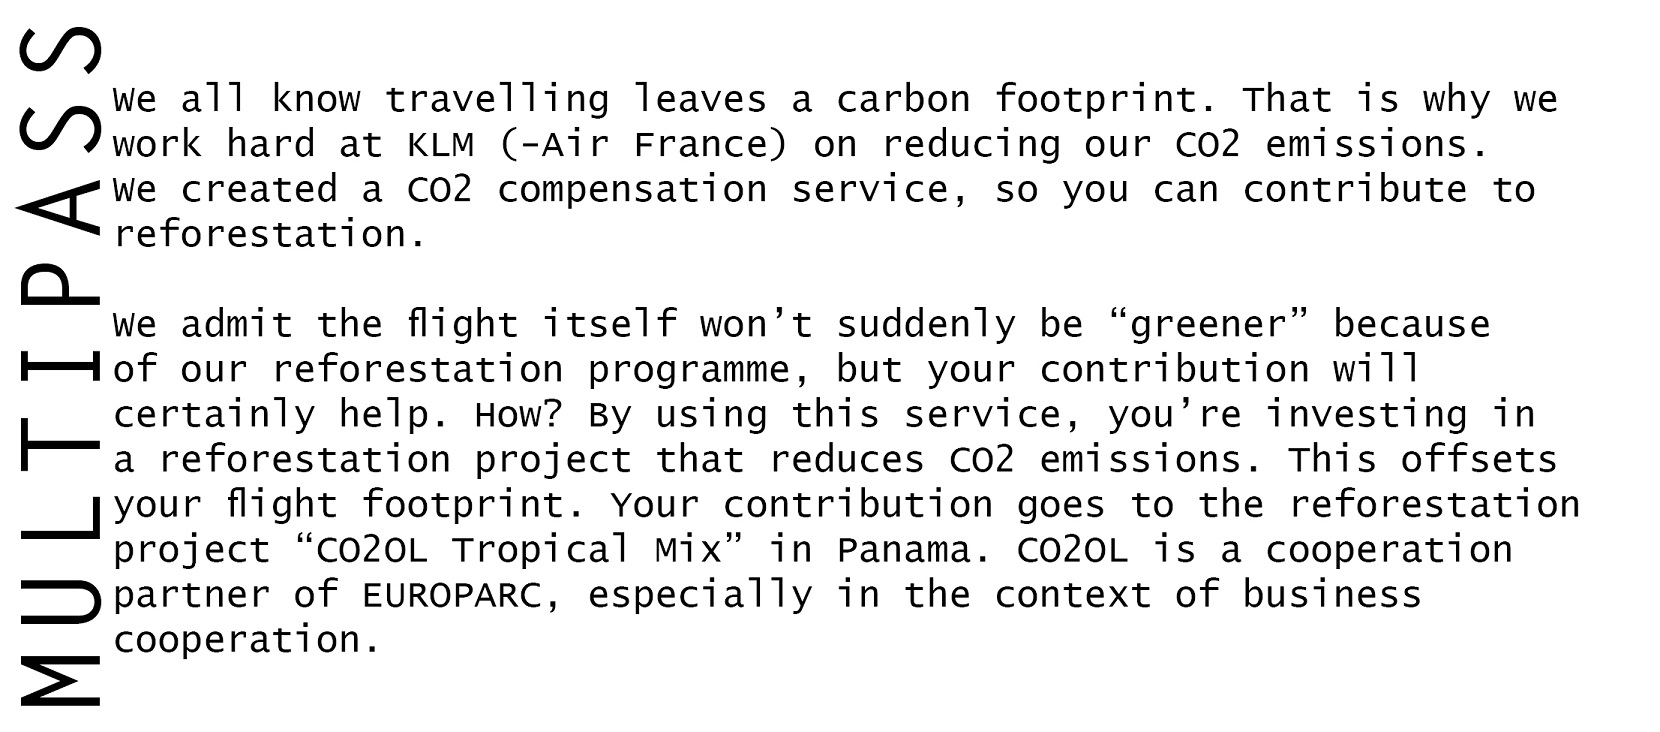 MULTIPASS
We all know travelling leaves a carbon footprint. That is why we
work hard at KLM (-Air France) on reducing our CO2 emissions.
We created a CO2 compensation service, so you can contribute to
reforestation.
We admit the flight itself won’t suddenly be “greener” because
of our reforestation programme, but your contribution will
certainly help. How? By using this service, you’re investing in
a reforestation project that reduces CO2 emissions. This offsets
your flight footprint. Your contribution goes to the reforestation
project “CO2OL Tropical Mix” in Panama. CO2OL is a cooperation
partner of EUROPARC, especially in the context of business
cooperation.